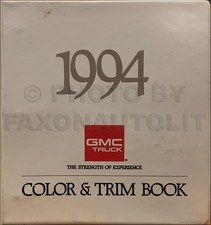 1994
© PHOTO BY
FAXONAUTOLIT
GMC
TRUCK
THE STRENGTH OF EXPERIENCE
COLOR & TRIM BOOK